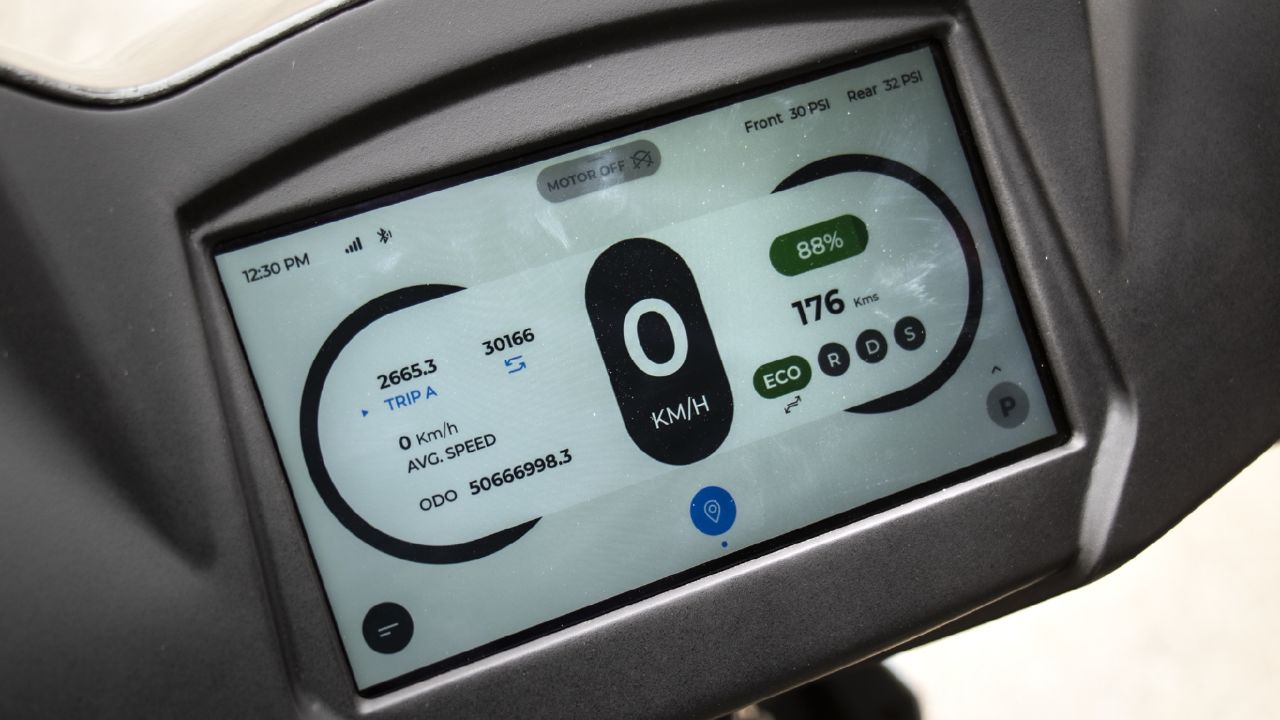 Front 30 PSI Rear 32 PSI
MOTOR OFF
12:30 PM
88%
176 Kms
ECO R D S
P
2665.3
TRIP A
30166
0 Km/h
AVG. SPEED
ODO 50666998.3
0
KM/H